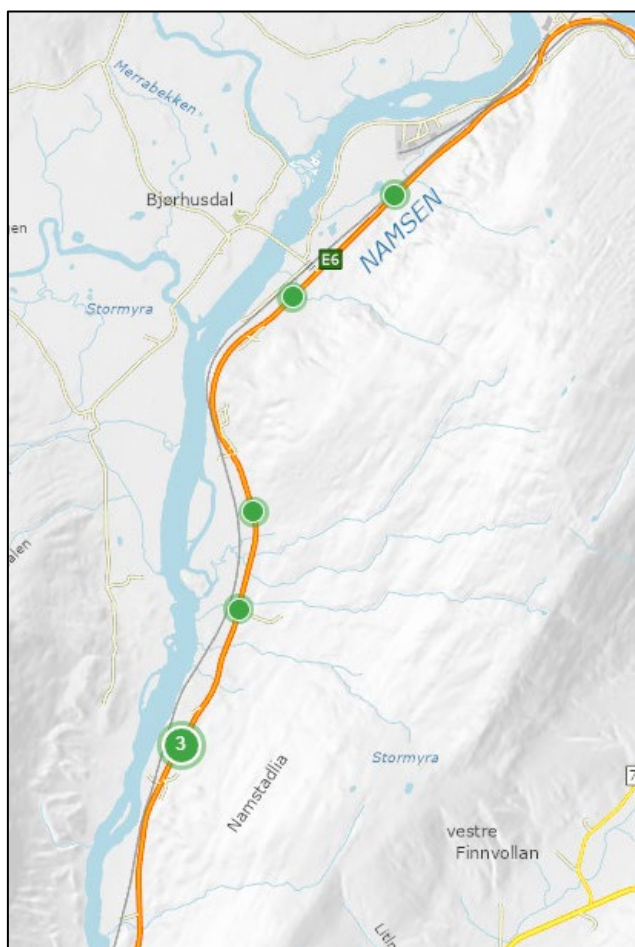 Merrabekken
Bjørhusdal
en
NAMSEN
E6
Stormyra
alen
3
Namstadlia
Stormyra
7
vestre
Finnvollan